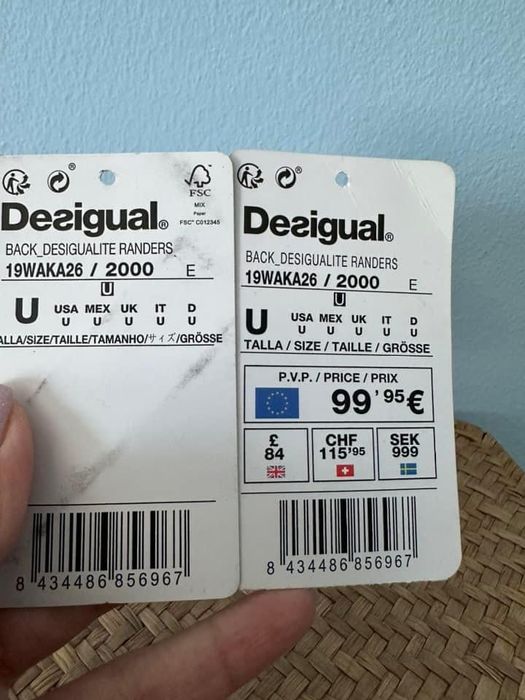 FSC
MIX
Paper
FSC® C012345
Desigual®
BACK_DESIGUALITE RANDERS
19WAKA26 / 2000 E
U
U USA MEX UK IT D
U U U U U
ALLA/SIZE/TAILLE/TAMANHO/サイズ/GRÖSSE
8 434486 856967
®
Desigual®
BACK_DESIGUALITE RANDERS
19WAKA26 / 2000 E
U
U USA MEX UK IT D
U U U U U
TALLA / SIZE / TAILLE / GRÖSSE
P.V.P. / PRICE / PRIX
99'95€
£
84
CHF
115'95
SEK
999
8 434486 856967